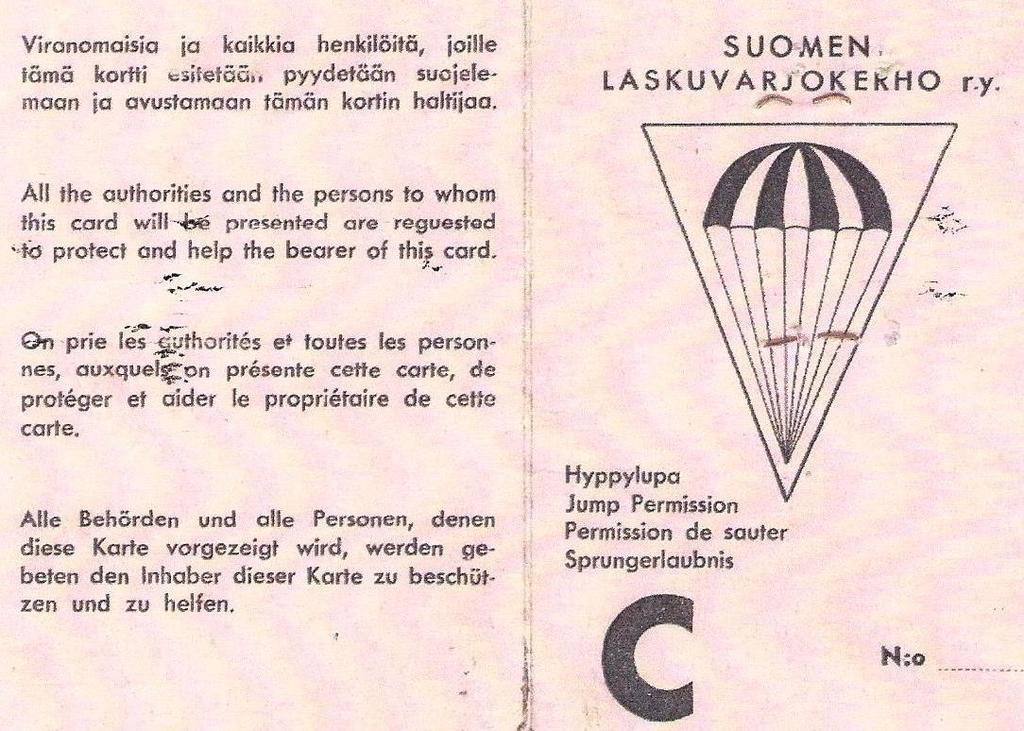 Viranomaisia ja kaikkia henkilöitä, joille
tämä kortti esitetään, pyydetään suojele-
maan ja avustamaan tämän kortin haltijaa.
All the authorities and the persons to whom
this card will be presented are reguested
to protect and help the bearer of this card.
On prie les authorités et toutes les person-
nes, auxquels on présente cette carte, de
protéger et aider le propriétaire de cette
carte.
Alle Behörden und alle Personen, denen
diese Karte vorgezeigt wird, werden ge-
beten den Inhaber dieser Karte zu beschüt-
zen und zu helfen.
SUOMEN
LASKUVARJOKERHO r.y.
Hyppylupa
Jump Permission
Permission de sauter
Sprungerlaubnis
C
N:o